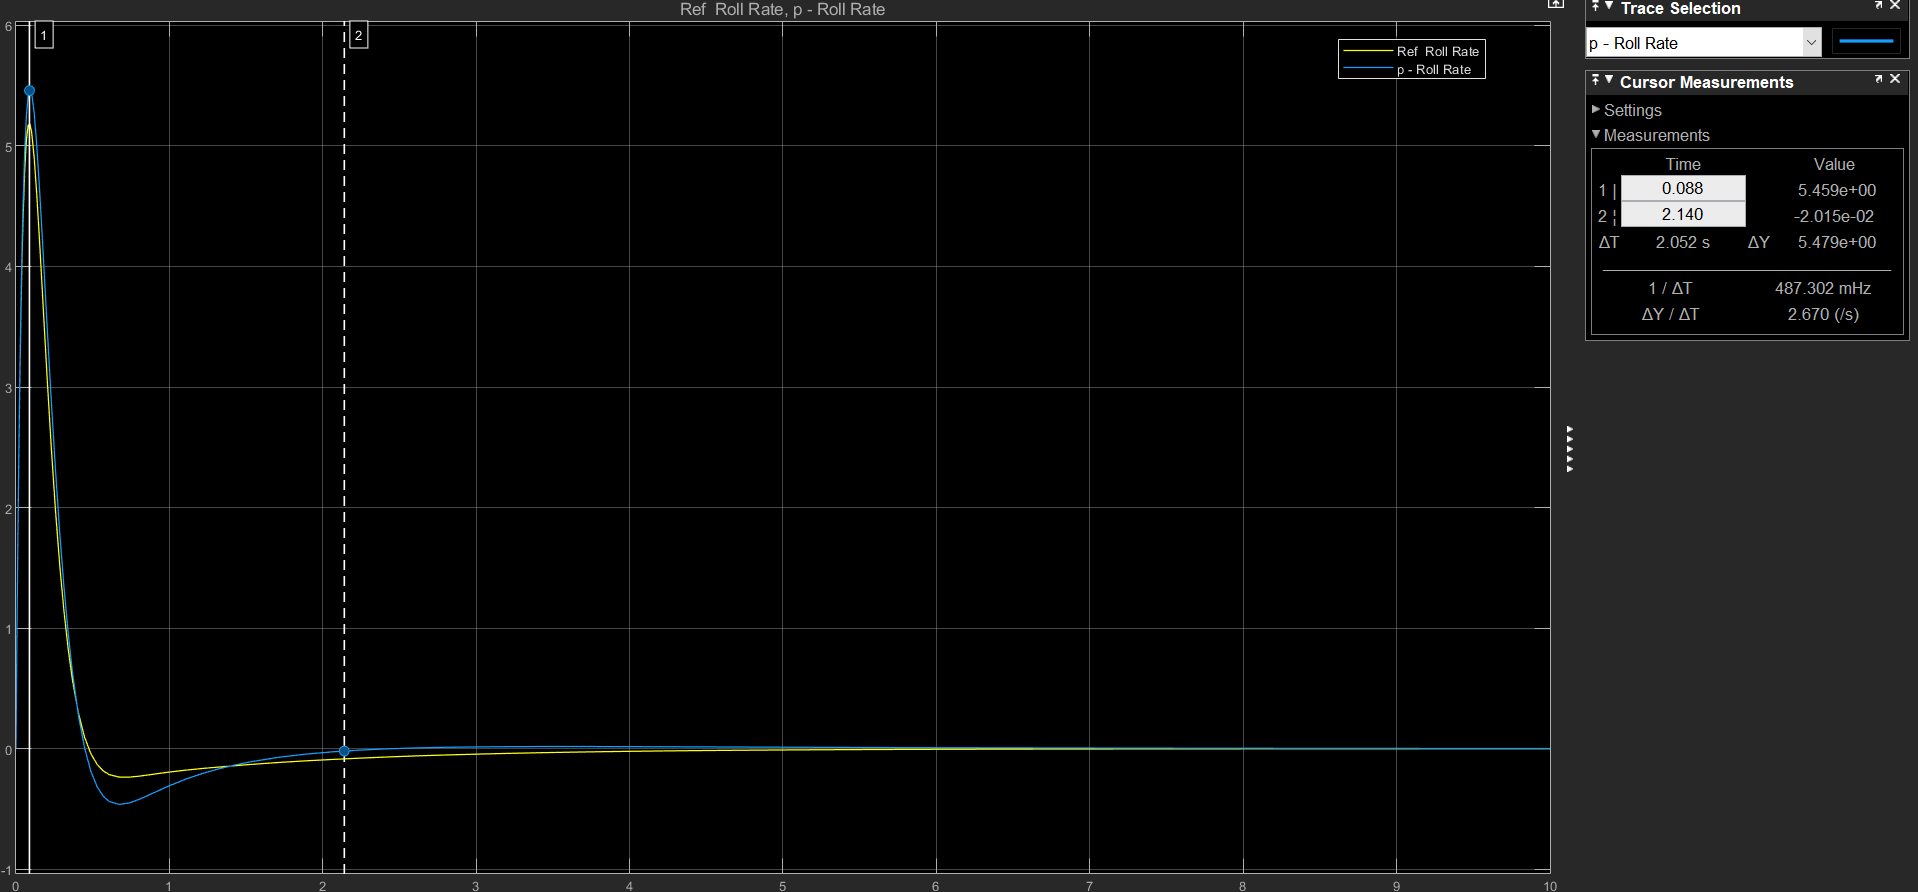 Ref  Roll Rate, p - Roll Rate
Trace Selection
p - Roll Rate
Cursor Measurements
Settings
Measurements
Time Value
1 | 0.088 5.459e+00
2 ¦ 2.140 -2.015e-02
ΔT 2.052 s ΔY 5.479e+00
1 / ΔT 487.302 mHz
ΔY / ΔT 2.670 (/s)
1
2
Ref  Roll Rate
p - Roll Rate
6
5
4
3
2
1
0
-1
0 1 2 3 4 5 6 7 8 9 10